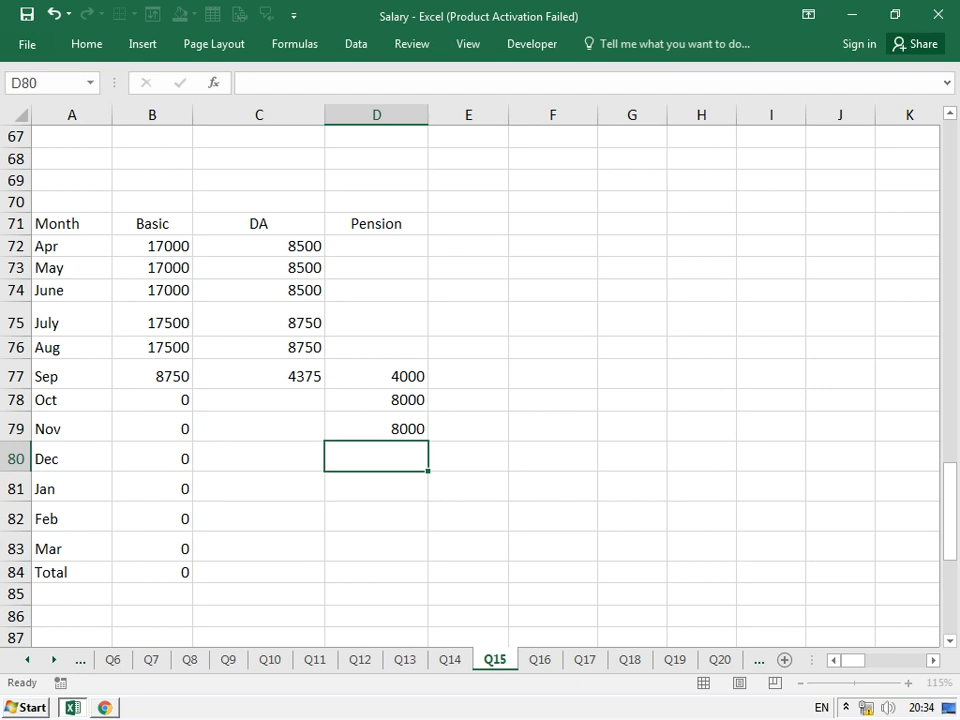 Salary - Excel (Product Activation Failed)
File Home Insert Page Layout Formulas Data Review View Developer Tell me what you want to do... Sign in Share
D80 fx
A B C D E F G H I J K
67
68
69
70
71 Month Basic DA Pension
72 Apr 17000 8500
73 May 17000 8500
74 June 17000 8500
75 July 17500 8750
76 Aug 17500 8750
77 Sep 8750 4375 4000
78 Oct 0 8000
79 Nov 0 8000
80 Dec 0
81 Jan 0
82 Feb 0
83 Mar 0
84 Total 0
85
86
87
... Q6 Q7 Q8 Q9 Q10 Q11 Q12 Q13 Q14 Q15 Q16 Q17 Q18 Q19 Q20 ...
Ready 115%
Start EN 20:34